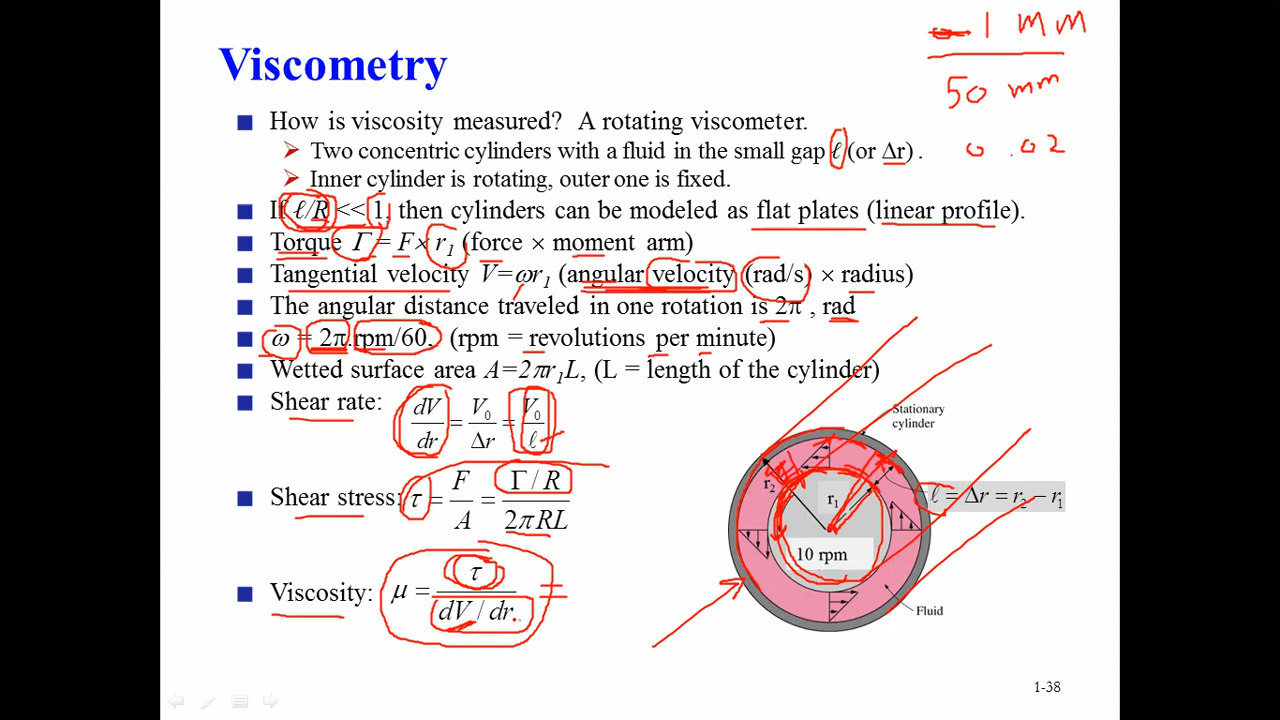 Viscometry
1 mm
50 mm
0.02
■ How is viscosity measured? A rotating viscometer.
➢ Two concentric cylinders with a fluid in the small gap ℓ (or Δr) .
➢ Inner cylinder is rotating, outer one is fixed.
■ If ℓ/R << 1, then cylinders can be modeled as flat plates (linear profile).
■ Torque Γ = F× r₁ (force × moment arm)
■ Tangential velocity V=ωr₁ (angular velocity (rad/s) × radius)
■ The angular distance traveled in one rotation is 2π , rad
■ ω = 2π.rpm/60. (rpm = revolutions per minute)
■ Wetted surface area A=2πr₁L, (L = length of the cylinder)
■ Shear rate: dV/dr = V₀/Δr = V₀/ℓ
■ Shear stress: τ = F/A = (Γ / R)/(2πRL)
■ Viscosity: μ = τ/(dV / dr)
Stationary
cylinder
r₂
r₁
ℓ = Δr = r₂ − r₁
10 rpm
Fluid
1-38